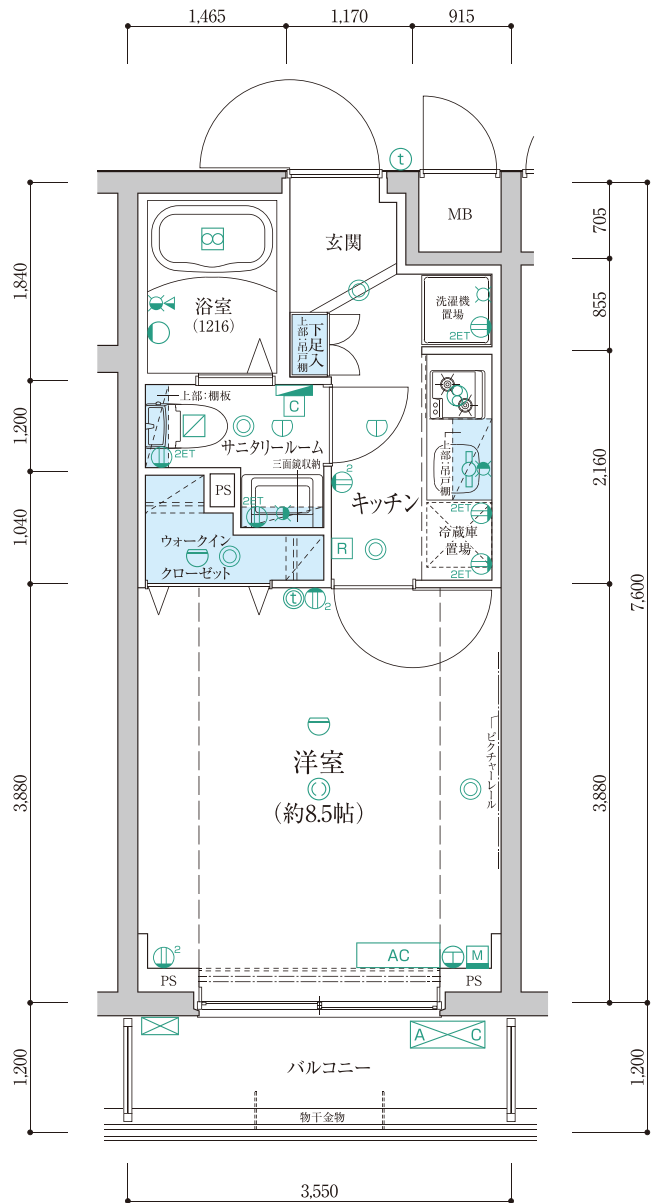 1,465
1,170
915
t
MB
705
玄関
1,840
浴室
(1216)
洗濯機
置場
2ET
855
下足入
上部:吊戸棚
上部:棚板
C
1,200
サニタリールーム
2ET
三面鏡収納
上部:吊戸棚
2
キッチン
2,160
PS
2ET
2ET
1,040
ウォークイン
クローゼット
R
冷蔵庫
置場
2ET
7,600
t
2
ピクチャーレール
洋室
(約8.5帖)
3,880
3,880
2
AC
M
PS
PS
A C
1,200
バルコニー
1,200
物干金物
3,550